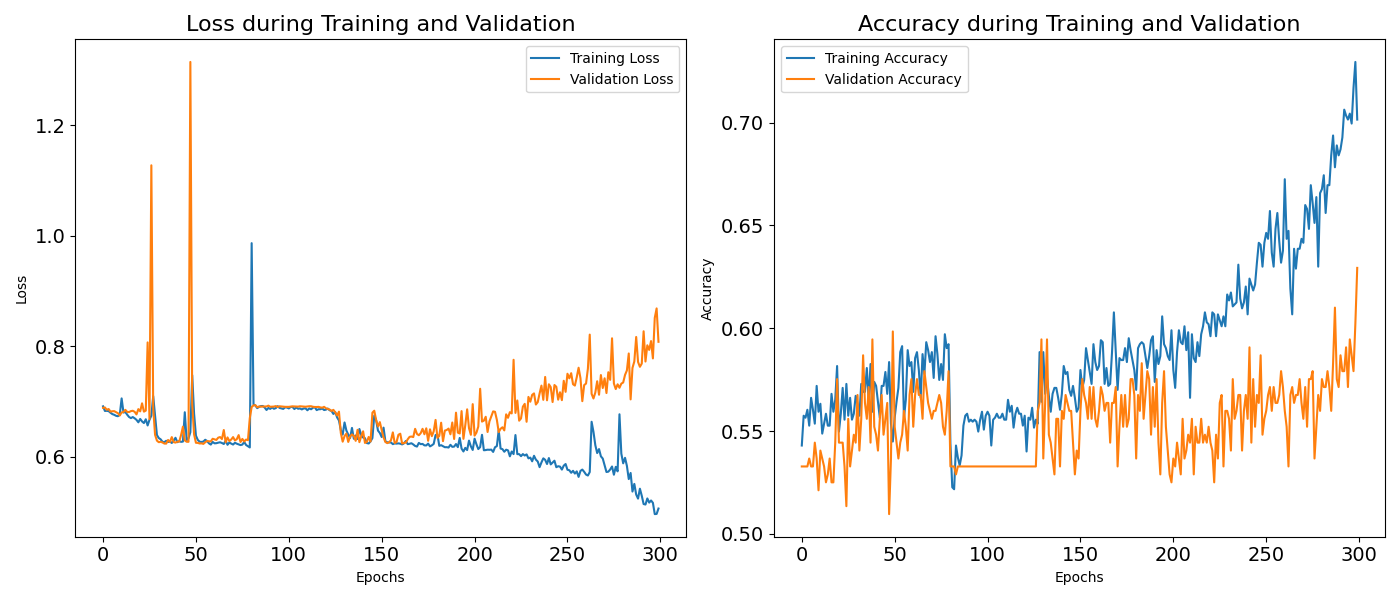 Loss during Training and Validation
Training Loss
Validation Loss
1.2
1.0
0.8
0.6
Loss
0 50 100 150 200 250 300
Epochs
Accuracy during Training and Validation
Training Accuracy
Validation Accuracy
0.70
0.65
0.60
0.55
0.50
Accuracy
0 50 100 150 200 250 300
Epochs